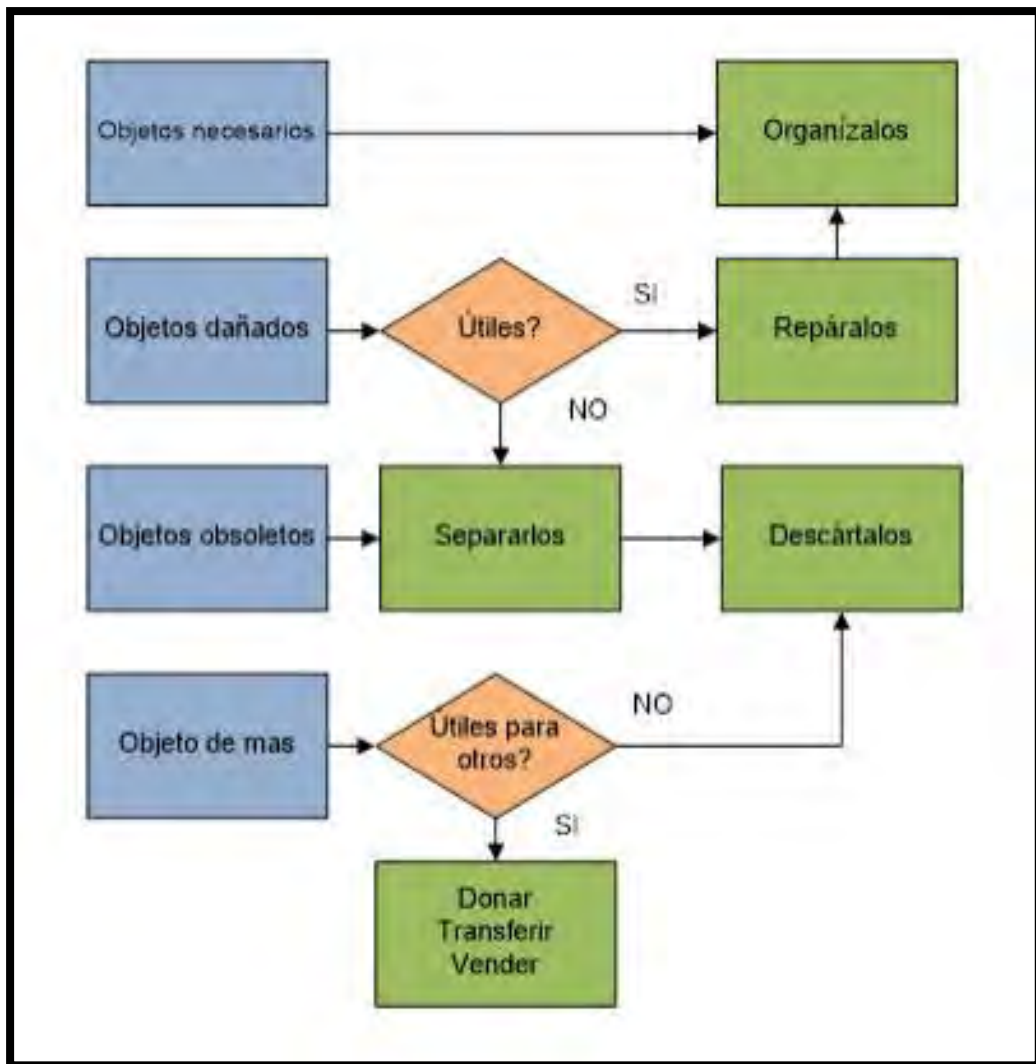 Objetos necesarios
Organízalos
Objetos dañados
Útiles?
SI
Repáralos
NO
Objetos obsoletos
Separarlos
Descártalos
Objeto de mas
Útiles para
otros?
NO
SI
Donar
Transferir
Vender